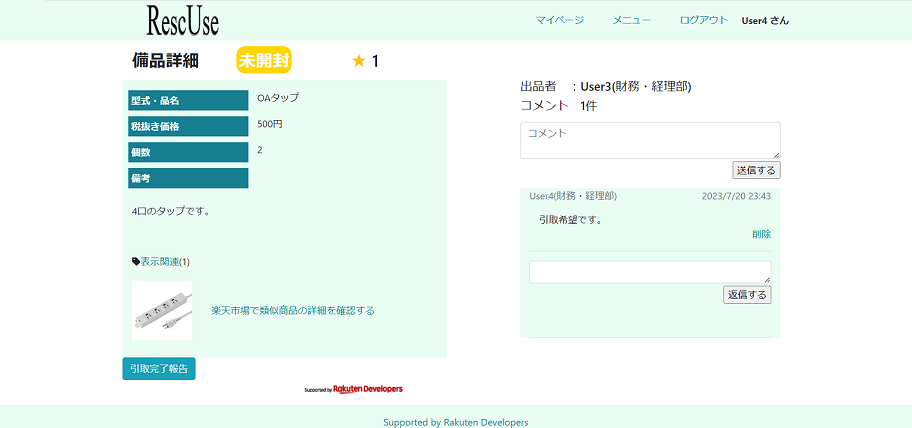 RescUse
マイページ メニュー ログアウト User4 さん
備品詳細 未開封 ★ 1
型式・品名 OAタップ
税抜き価格 500円
個数 2
備考
4口のタップです。
表示関連(1)
楽天市場で類似商品の詳細を確認する
引取完了報告
Supported by Rakuten Developers
出品者 ：User3(財務・経理部)
コメント 1件
コメント
送信する
User4(財務・経理部) 2023/7/20 23:43
引取希望です。
削除
返信する
Supported by Rakuten Developers